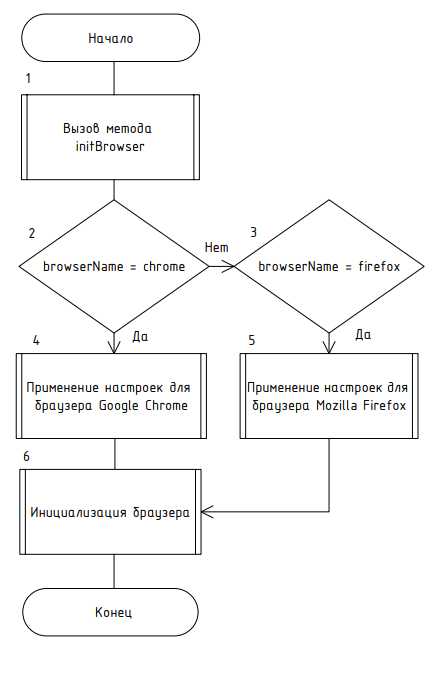 Начало
1
Вызов метода
initBrowser
2
browserName = chrome
Нет
3
browserName = firefox
Да
Да
4
Применение настроек для
браузера Google Chrome
5
Применение настроек для
браузера Mozilla Firefox
6
Инициализация браузера
Конец